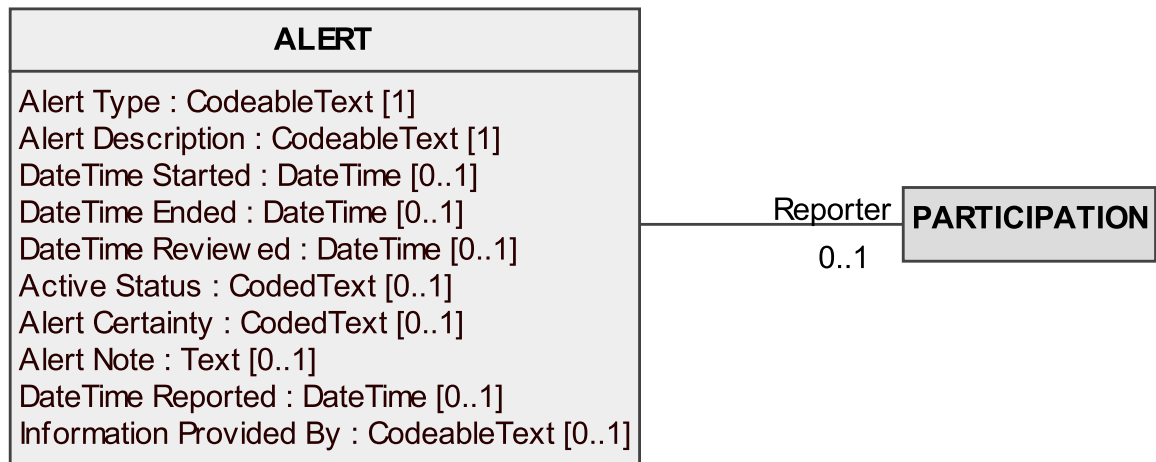 ALERT
Alert Type : CodeableText [1]
Alert Description : CodeableText [1]
DateTime Started : DateTime [0..1]
DateTime Ended : DateTime [0..1]
DateTime Reviewed : DateTime [0..1]
Active Status : CodedText [0..1]
Alert Certainty : CodedText [0..1]
Alert Note : Text [0..1]
DateTime Reported : DateTime [0..1]
Information Provided By : CodeableText [0..1]
Reporter
0..1
PARTICIPATION